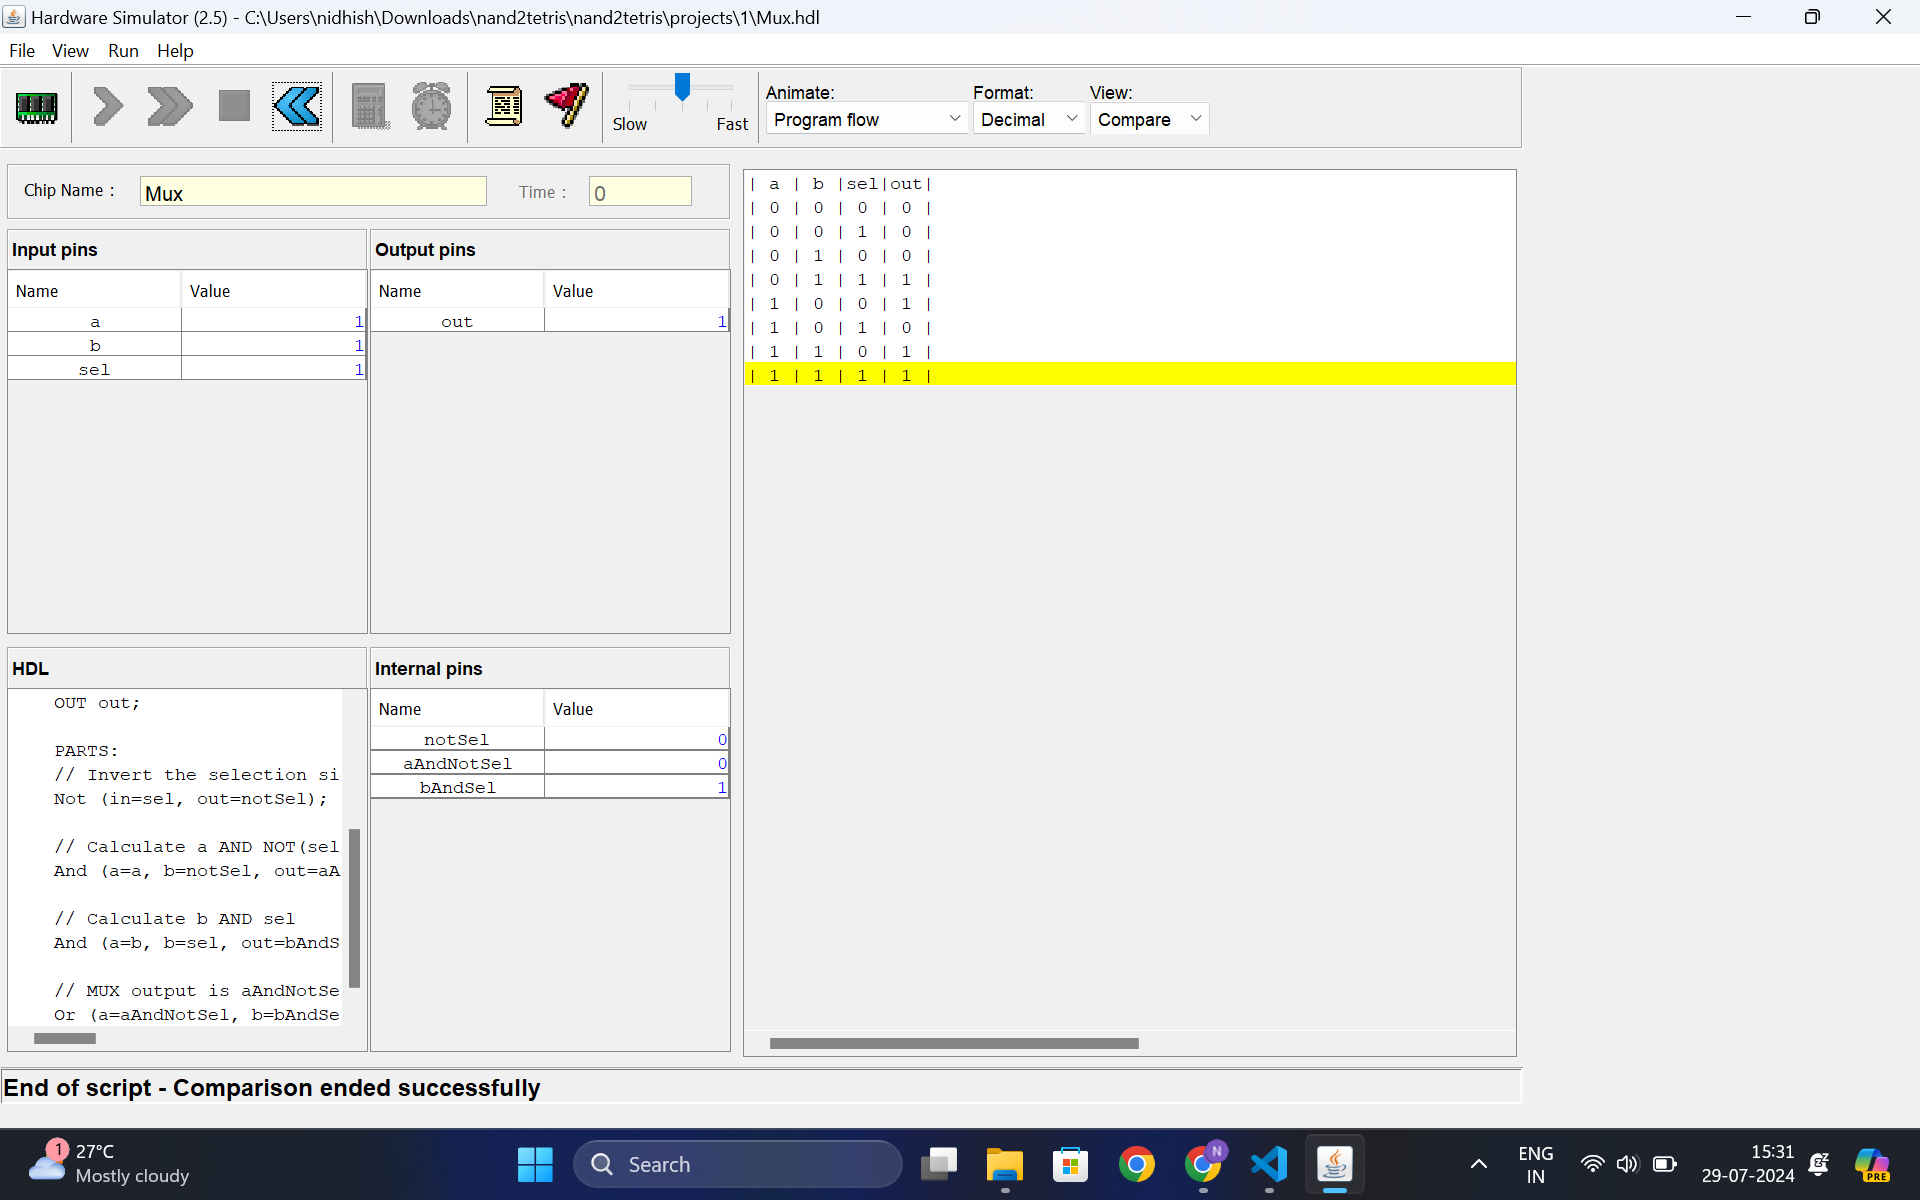 Hardware Simulator (2.5) - C:\Users\nidhish\Downloads\nand2tetris\nand2tetris\projects\1\Mux.hdl
File View Run Help
Slow Fast
Animate: Format: View:
Program flow Decimal Compare
Chip Name : Mux Time : 0
Input pins
Name Value
a 1
b 1
sel 1
Output pins
Name Value
out 1
HDL
OUT out;
PARTS:
// Invert the selection si
Not (in=sel, out=notSel);
// Calculate a AND NOT(sel
And (a=a, b=notSel, out=aA
// Calculate b AND sel
And (a=b, b=sel, out=bAndS
// MUX output is aAndNotSe
Or (a=aAndNotSel, b=bAndSe
Internal pins
Name Value
notSel 0
aAndNotSel 0
bAndSel 1
| a | b |sel|out|
| 0 | 0 | 0 | 0 |
| 0 | 0 | 1 | 0 |
| 0 | 1 | 0 | 0 |
| 0 | 1 | 1 | 1 |
| 1 | 0 | 0 | 1 |
| 1 | 0 | 1 | 0 |
| 1 | 1 | 0 | 1 |
| 1 | 1 | 1 | 1 |
End of script - Comparison ended successfully
1
27°C
Mostly cloudy
Search
N
ENG
IN
15:31
29-07-2024
PRE